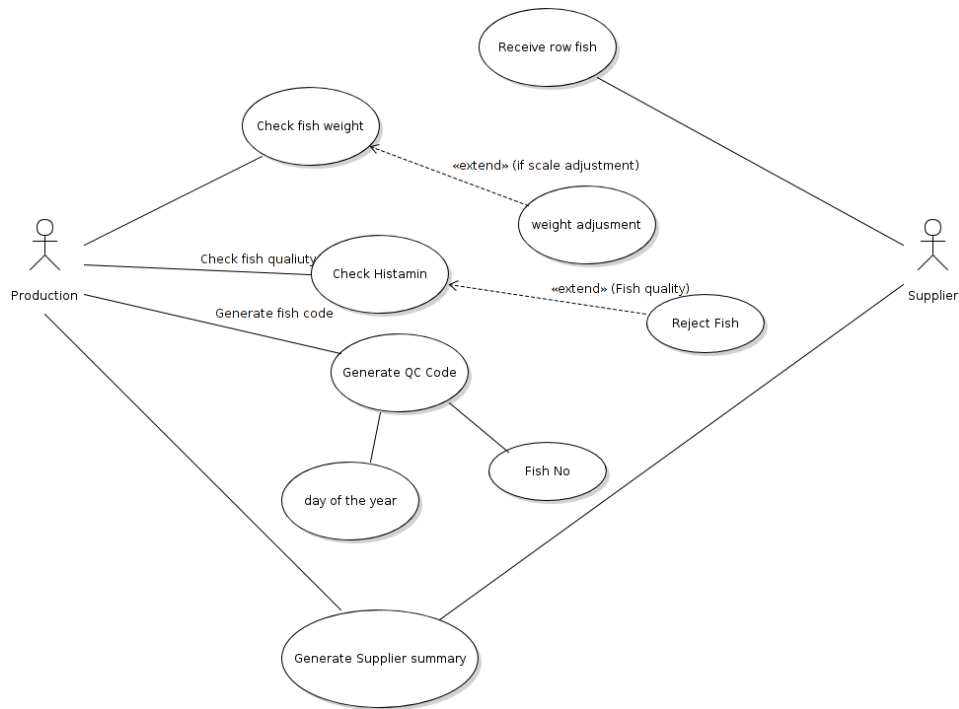 Receive row fish
Check fish weight
«extend» (if scale adjustment)
weight adjusment
Check fish qualiuty
Check Histamin
Production
Supplier
«extend» (Fish quality)
Generate fish code
Reject Fish
Generate QC Code
Fish No
day of the year
Generate Supplier summary